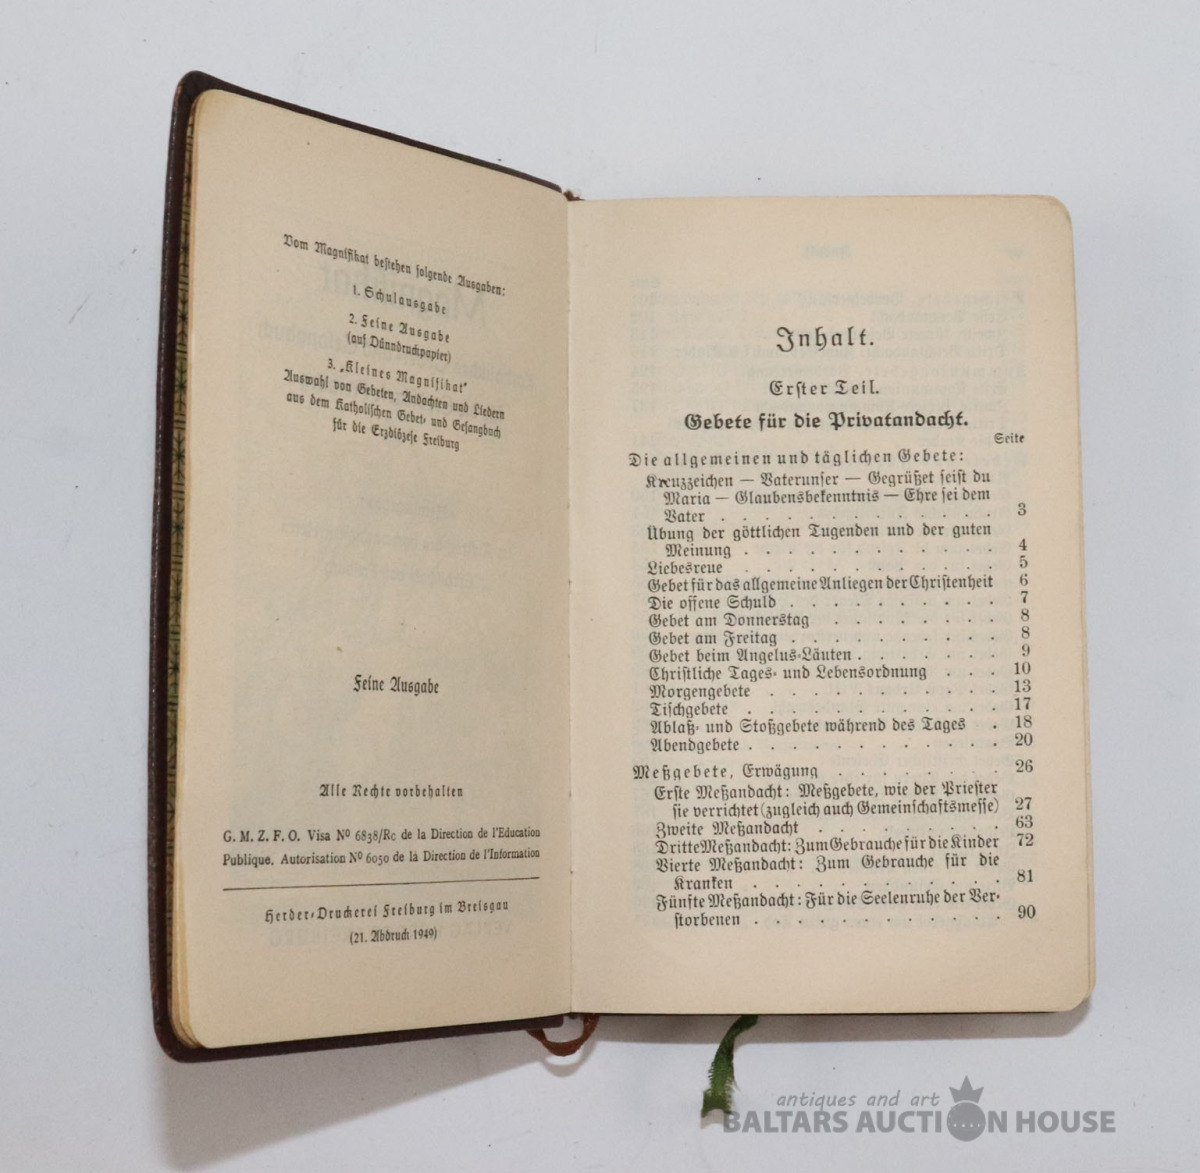 Vom Magnifikat bestehen folgende Ausgaben:
1. Schulausgabe
2. Feine Ausgabe
(auf Dünndruckpapier)
3. „Kleines Magnifikat“
Auswahl von Gebeten, Andachten und Liedern
aus dem Katholischen Gebet- und Gesangbuch
für die Erzdiözese Freiburg
Feine Ausgabe
Alle Rechte vorbehalten
G. M. Z. F. O. Visa Nº 6838/Rc de la Direction de l'Education
Publique. Autorisation Nº 6050 de la Direction de l'Information
Herder-Druckerei Freiburg im Breisgau
(21. Abdruck 1949)
Inhalt.
Erster Teil.
Gebete für die Privatandacht.
Seite
Die allgemeinen und täglichen Gebete:
Kreuzzeichen — Vaterunser — Gegrüßet seist du
Maria — Glaubensbekenntnis — Ehre sei dem
Vater . . . . . . . . . . . . . 3
Übung der göttlichen Tugenden und der guten
Meinung . . . . . . . . . . . . 4
Liebesreue . . . . . . . . . . . . 5
Gebet für das allgemeine Anliegen der Christenheit 6
Die offene Schuld . . . . . . . . . 7
Gebet am Donnerstag . . . . . . . 8
Gebet am Freitag . . . . . . . . . 8
Gebet beim Angelus-Läuten . . . . . . 9
Christliche Tages- und Lebensordnung . . . 10
Morgengebete . . . . . . . . . . . 13
Tischgebete . . . . . . . . . . . 17
Ablaß- und Stoßgebete während des Tages . 18
Abendgebete . . . . . . . . . . . 20
Meßgebete, Erwägung . . . . . . . 26
Erste Meßandacht: Meßgebete, wie der Priester
sie verrichtet (zugleich auch Gemeinschaftsmesse) 27
Zweite Meßandacht . . . . . . . . 63
Dritte Meßandacht: Zum Gebrauche für die Kinder 72
Vierte Meßandacht: Zum Gebrauche für die
Kranken . . . . . . . . . . . 81
Fünfte Meßandacht: Für die Seelenruhe der Ver-
storbenen . . . . . . . . . . . 90
antiques and art
BALTARS AUCTION HOUSE